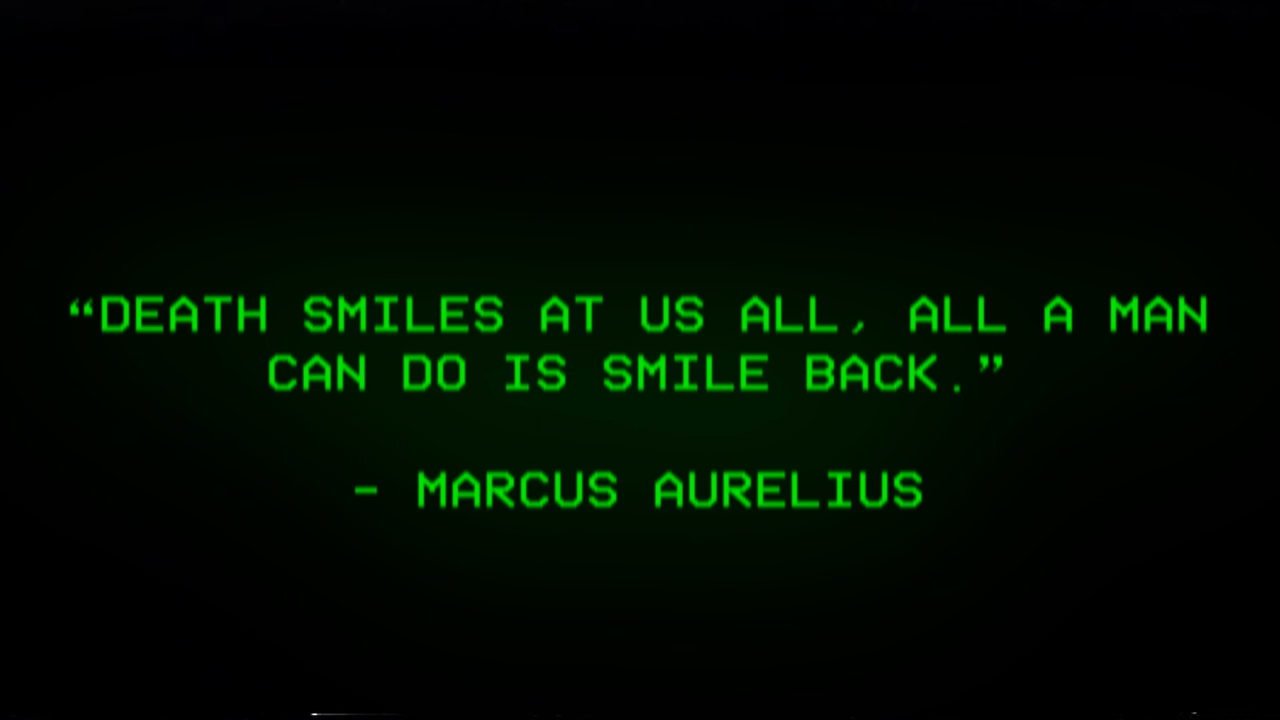 “DEATH SMILES AT US ALL, ALL A MAN
CAN DO IS SMILE BACK.”
- MARCUS AURELIUS